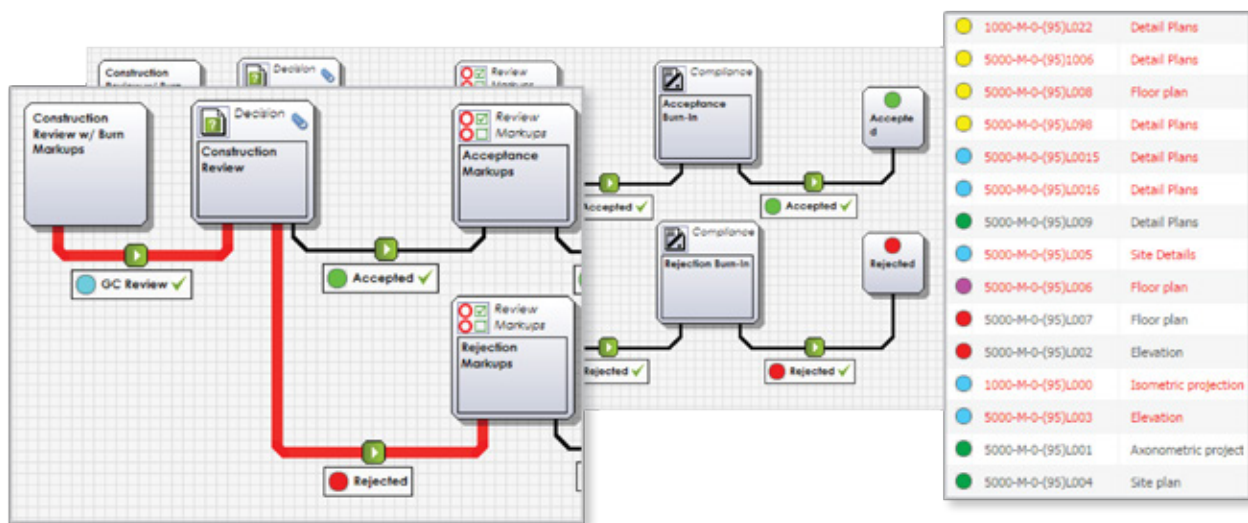 Construction
Review w/ Burn
Decision
Review
Markups
Construction
Review w/ Burn
Markups
Decision
Construction
Review
Review
Markups
Acceptance
Markups
GC Review
Accepted
Review
Markups
Rejection
Markups
Rejected
Compliance
Acceptance
Burn-In
Accepte
d
Accepted
Accepted
Compliance
Rejection Burn-In
Rejected
Rejected
Rejected
1000-M-0-(95)L022 Detail Plans
5000-M-0-(95)1006 Detail Plans
5000-M-0-(95)L008 Floor plan
5000-M-0-(95)L098 Detail Plans
5000-M-0-(95)L0015 Detail Plans
5000-M-0-(95)L0016 Detail Plans
5000-M-0-(95)L009 Detail Plans
5000-M-0-(95)L005 Site Details
5000-M-0-(95)L006 Floor plan
5000-M-0-(95)L007 Floor plan
5000-M-0-(95)L002 Elevation
1000-M-0-(95)L000 Isometric projection
5000-M-0-(95)L003 Elevation
5000-M-0-(95)L001 Axonometric project
5000-M-0-(95)L004 Site plan